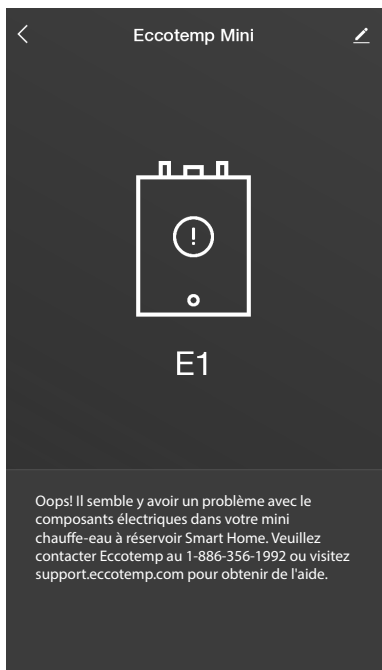 Eccotemp Mini
!
E1
Oops! Il semble y avoir un problème avec le
composants électriques dans votre mini
chauffe-eau à réservoir Smart Home. Veuillez
contacter Eccotemp au 1-886-356-1992 ou visitez
support.eccotemp.com pour obtenir de l'aide.